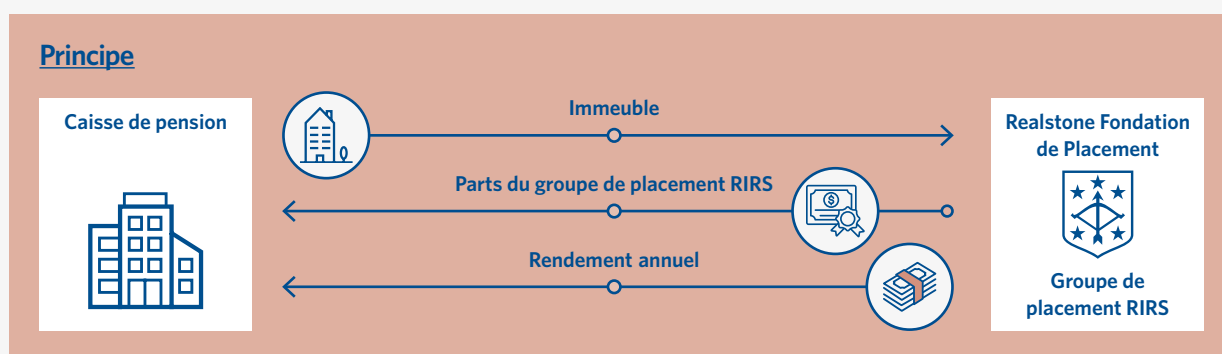 Principe
Caisse de pension
Immeuble
Parts du groupe de placement RIRS
$
Rendement annuel
Realstone Fondation
de Placement
Groupe de
placement RIRS